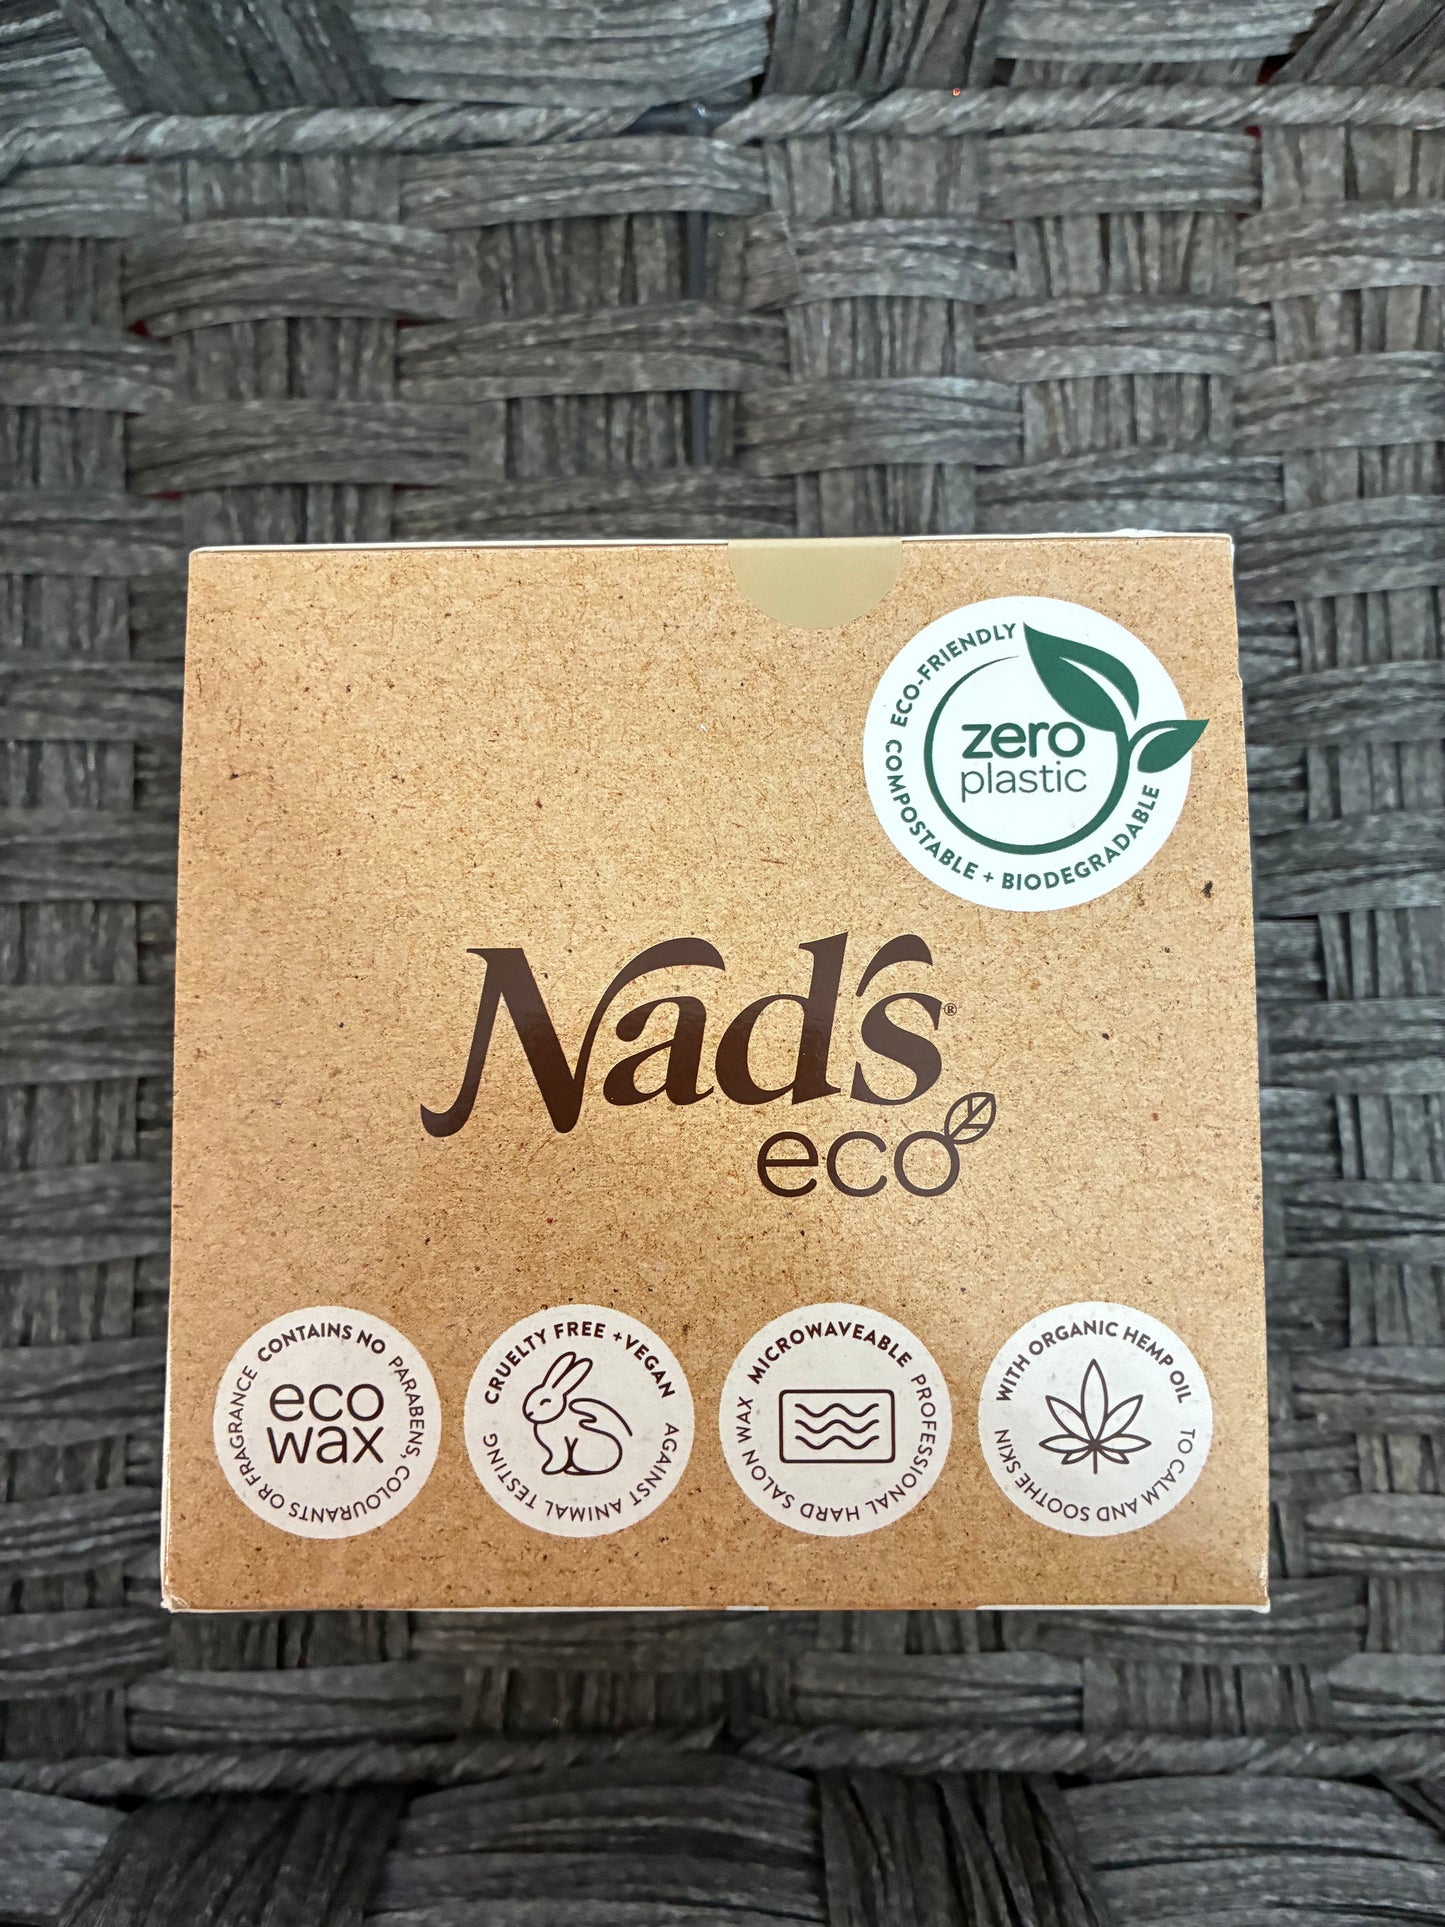 ECO-FRIENDLY
zero
plastic
COMPOSTABLE + BIODEGRADABLE
Nad's®
eco
CONTAINS NO PARABENS, COLOURANTS OR FRAGRANCE
eco
wax
CRUELTY FREE + VEGAN
AGAINST ANIMAL TESTING
MICROWAVEABLE
PROFESSIONAL HARD SALON WAX
WITH ORGANIC HEMP OIL
TO CALM AND SOOTHE SKIN